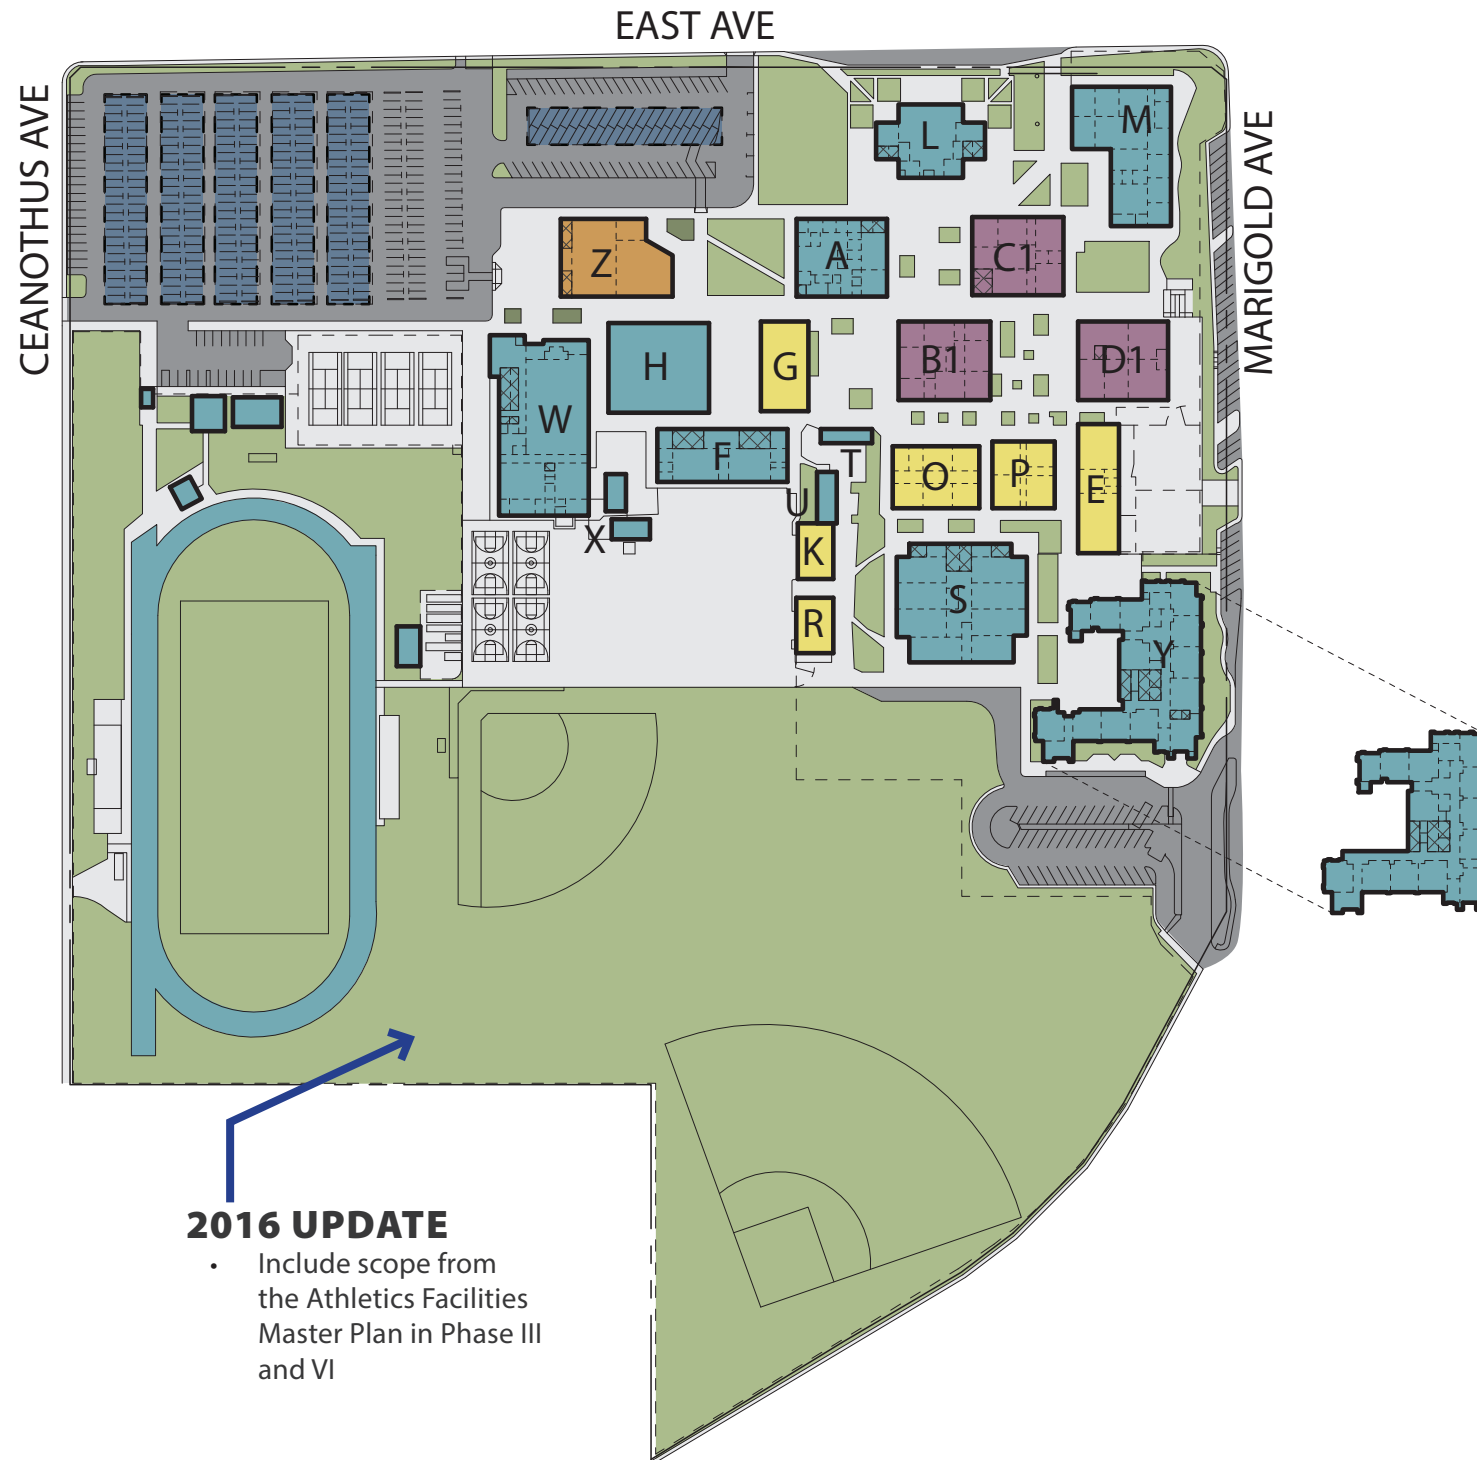 EAST AVE
CEANOTHUS AVE
MARIGOLD AVE
L
M
Z
A
C1
H
G
B1
D1
W
F
T
O
P
E
U
X
K
S
R
Y
2016 UPDATE
• Include scope from
the Athletics Facilities
Master Plan in Phase III
and VI